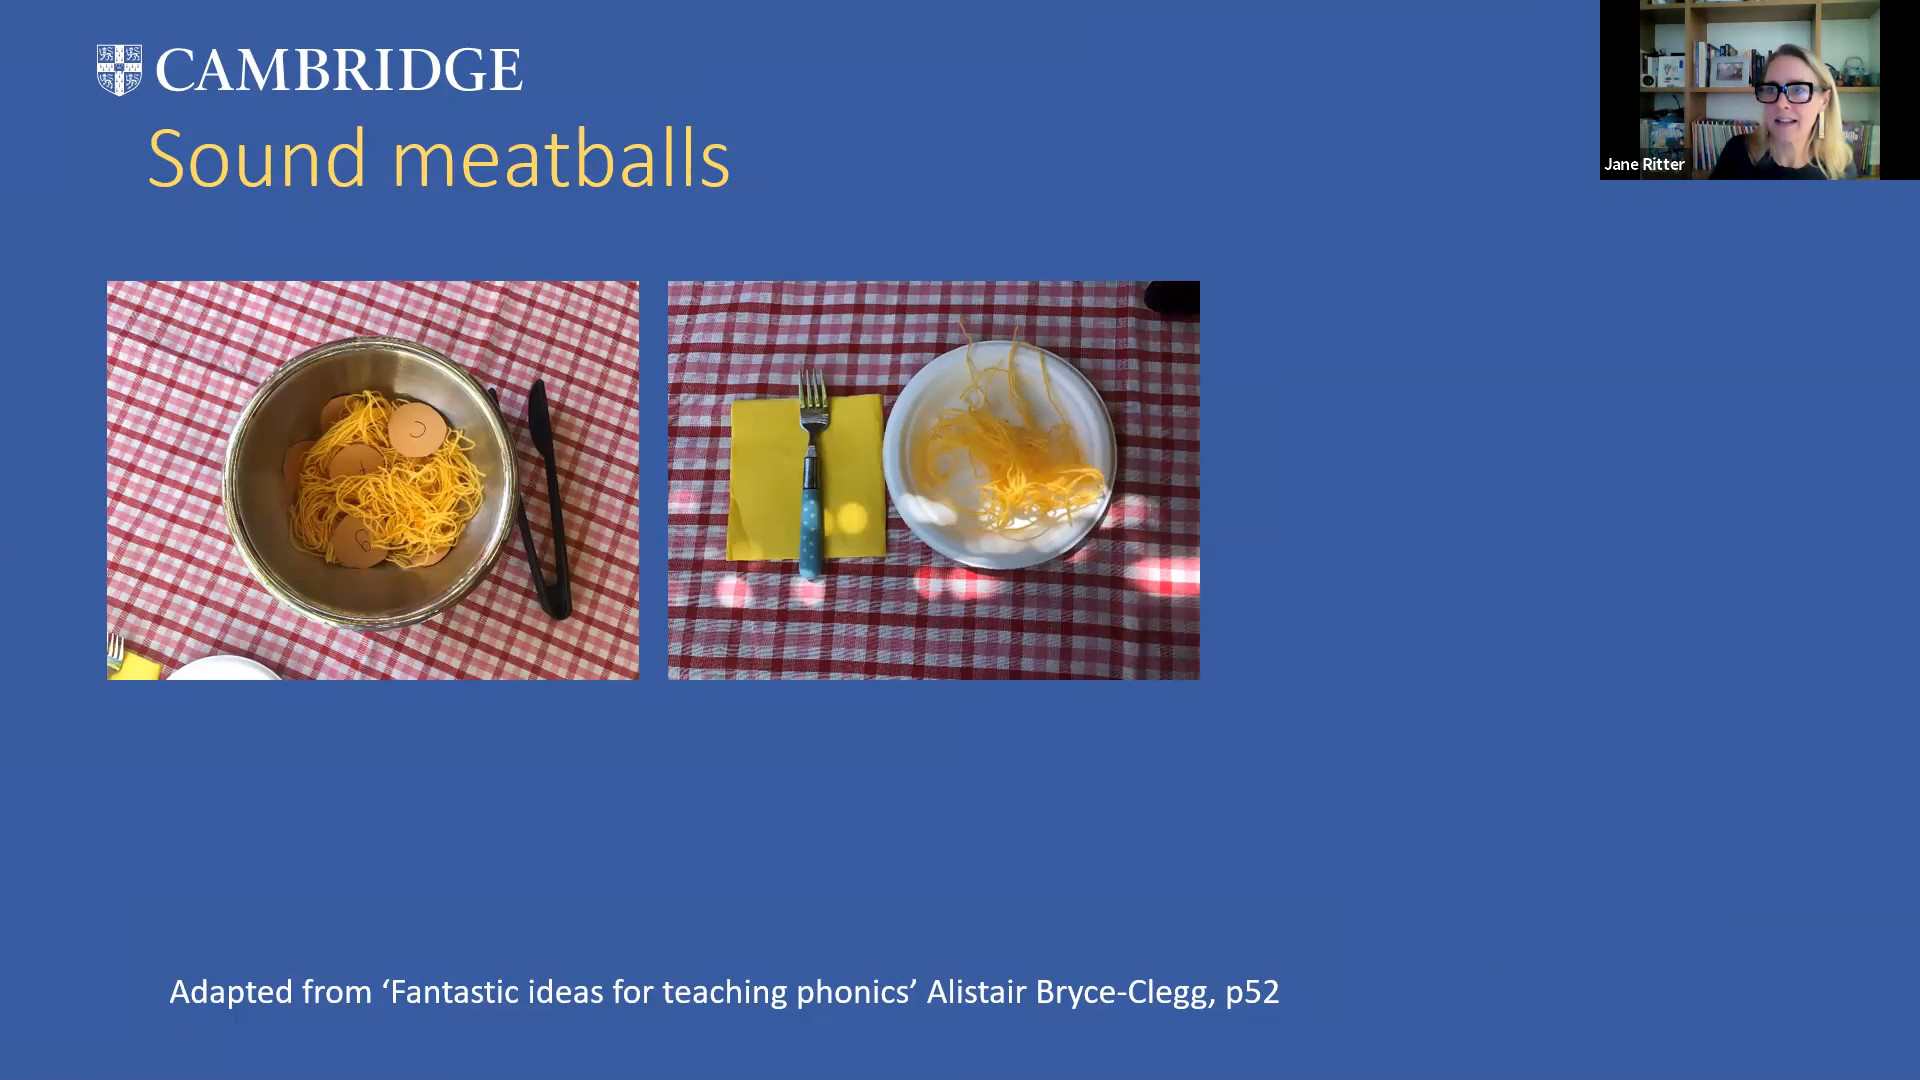 CAMBRIDGE
Sound meatballs
Jane Ritter
c
t
Adapted from ‘Fantastic ideas for teaching phonics’ Alistair Bryce-Clegg, p52